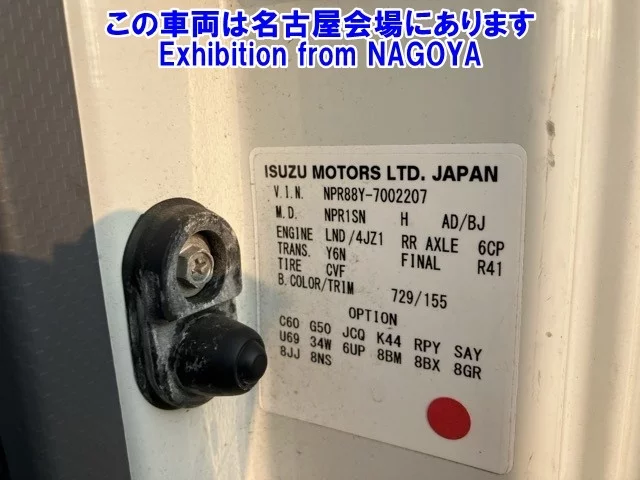 この車両は名古屋会場にあります
Exhibition from NAGOYA
ISUZU MOTORS LTD. JAPAN
V.I.N. NPR88Y-7002207
M.D. NPR1SN H AD/BJ
ENGINE LND/4JZ1 RR AXLE 6CP
TRANS. Y6N FINAL R41
TIRE CVF
B.COLOR/TRIM 729/155
OPTION
C60 G50 JCQ K44 RPY SAY
U69 34W 6UP 8BM 8BX 8GR
8JJ 8NS